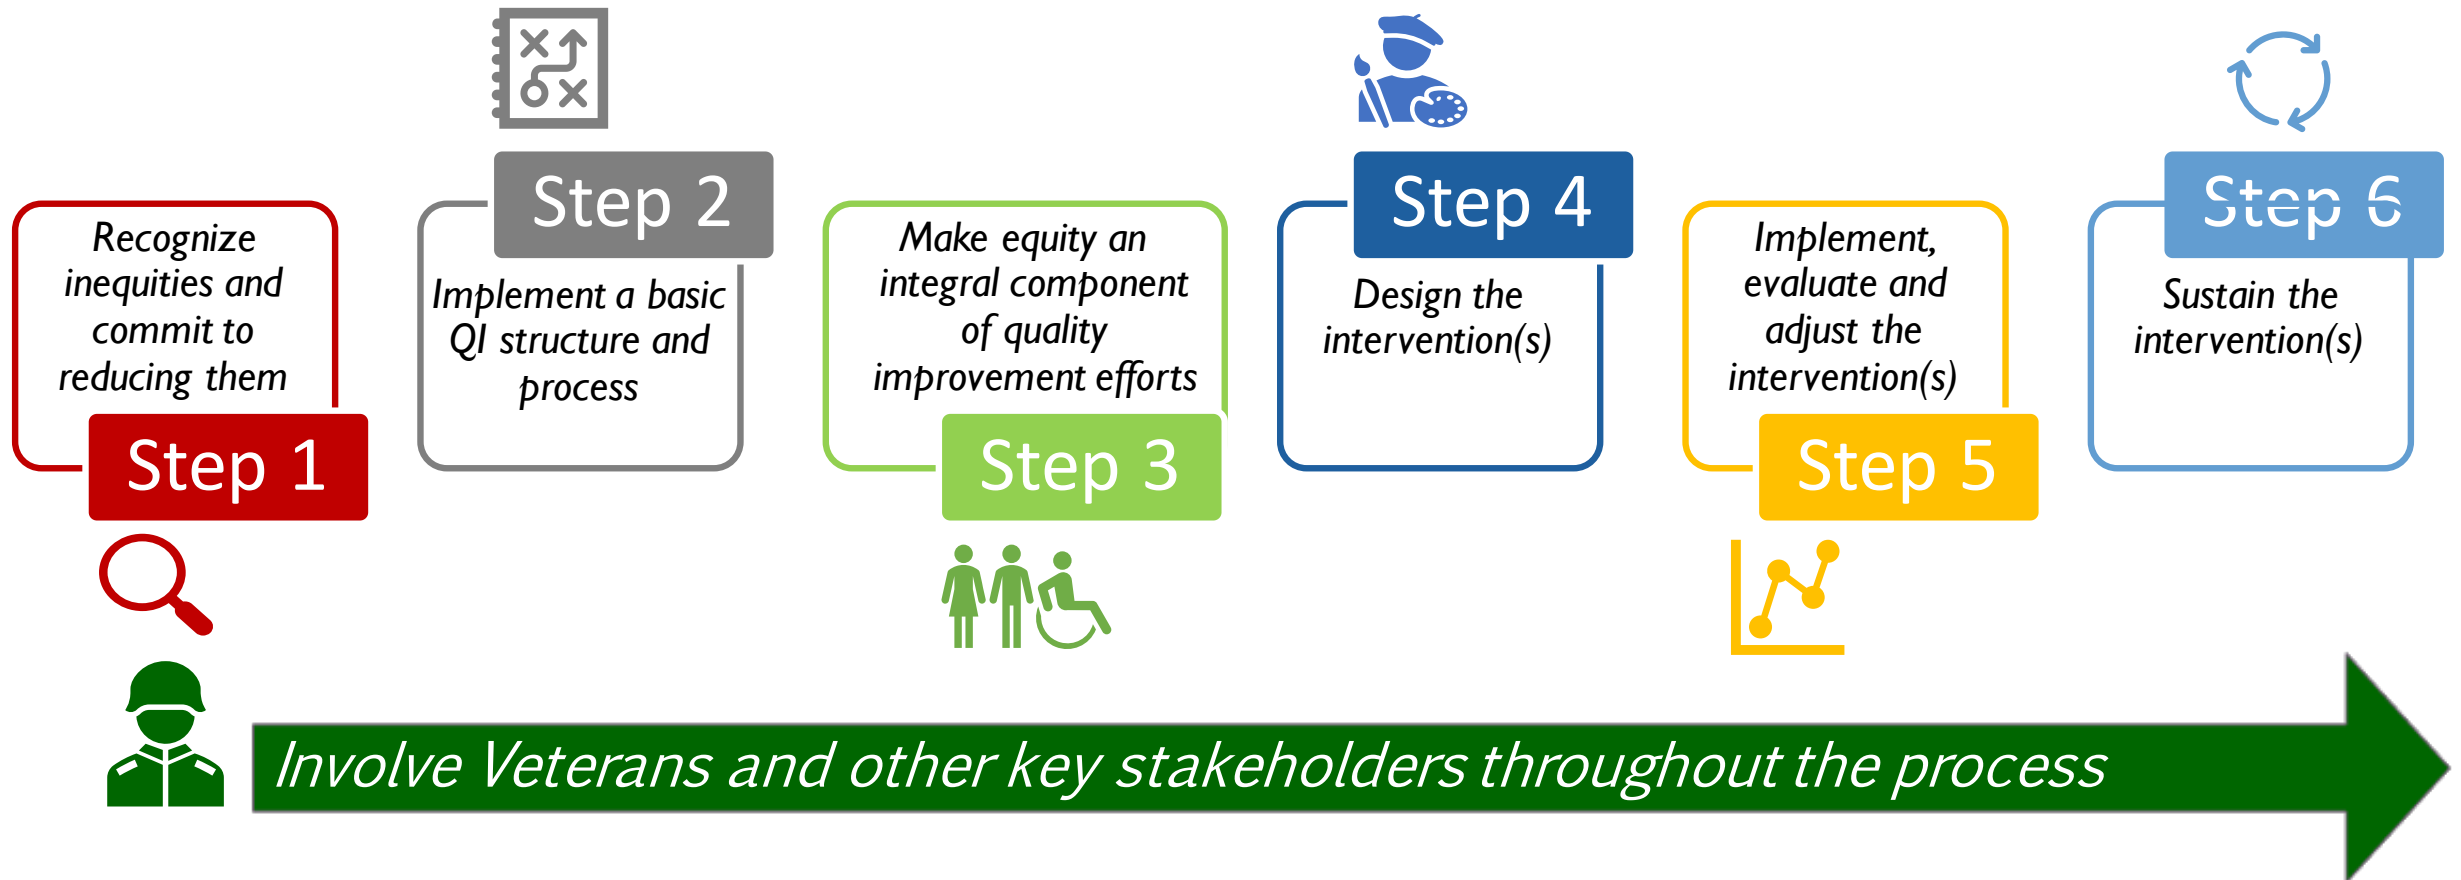 Recognize
inequities and
commit to
reducing them
Step 1
Step 2
Implement a basic
QI structure and
process
Make equity an
integral component
of quality
improvement efforts
Step 3
Step 4
Design the
intervention(s)
Implement,
evaluate and
adjust the
intervention(s)
Step 5
Step 6
Sustain the
intervention(s)
Involve Veterans and other key stakeholders throughout the process